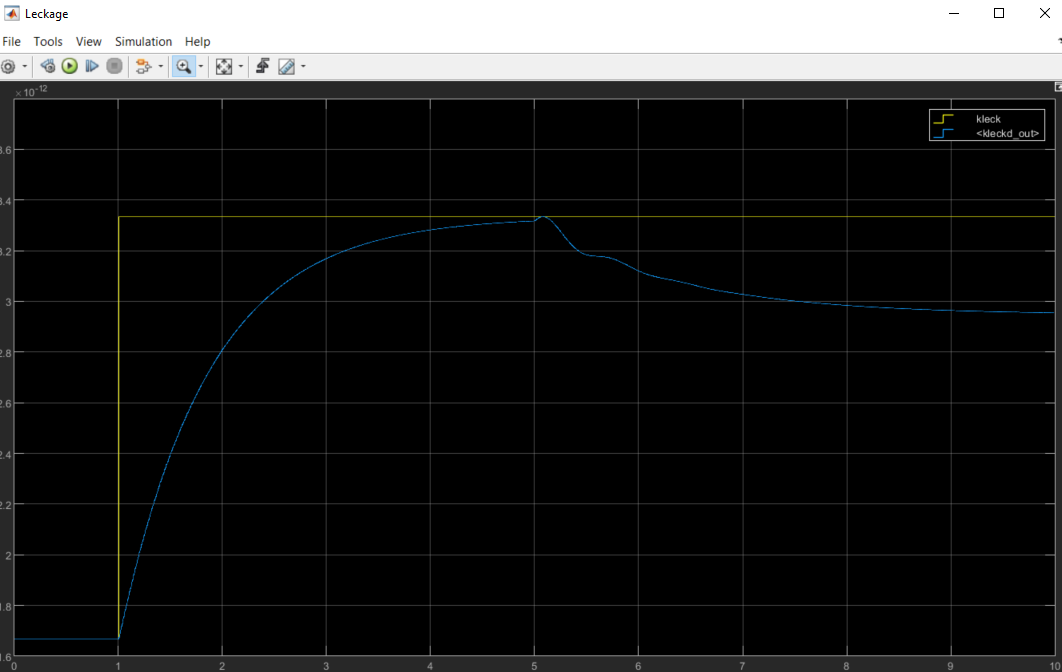 Leckage
File Tools View Simulation Help
×10⁻¹²
kleck
<kleckd_out>
3.6
3.4
3.2
3
2.8
2.6
2.4
2.2
2
1.8
1.6
0 1 2 3 4 5 6 7 8 9 10